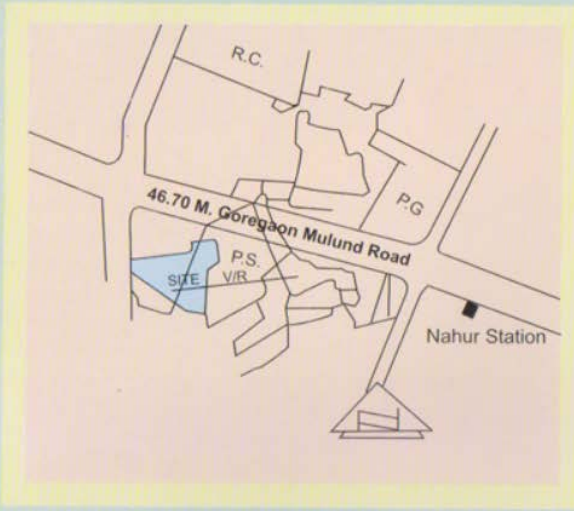 R.C.
P.G
46.70 M. Goregaon Mulund Road
P.S.
SITE
V/R
Nahur Station